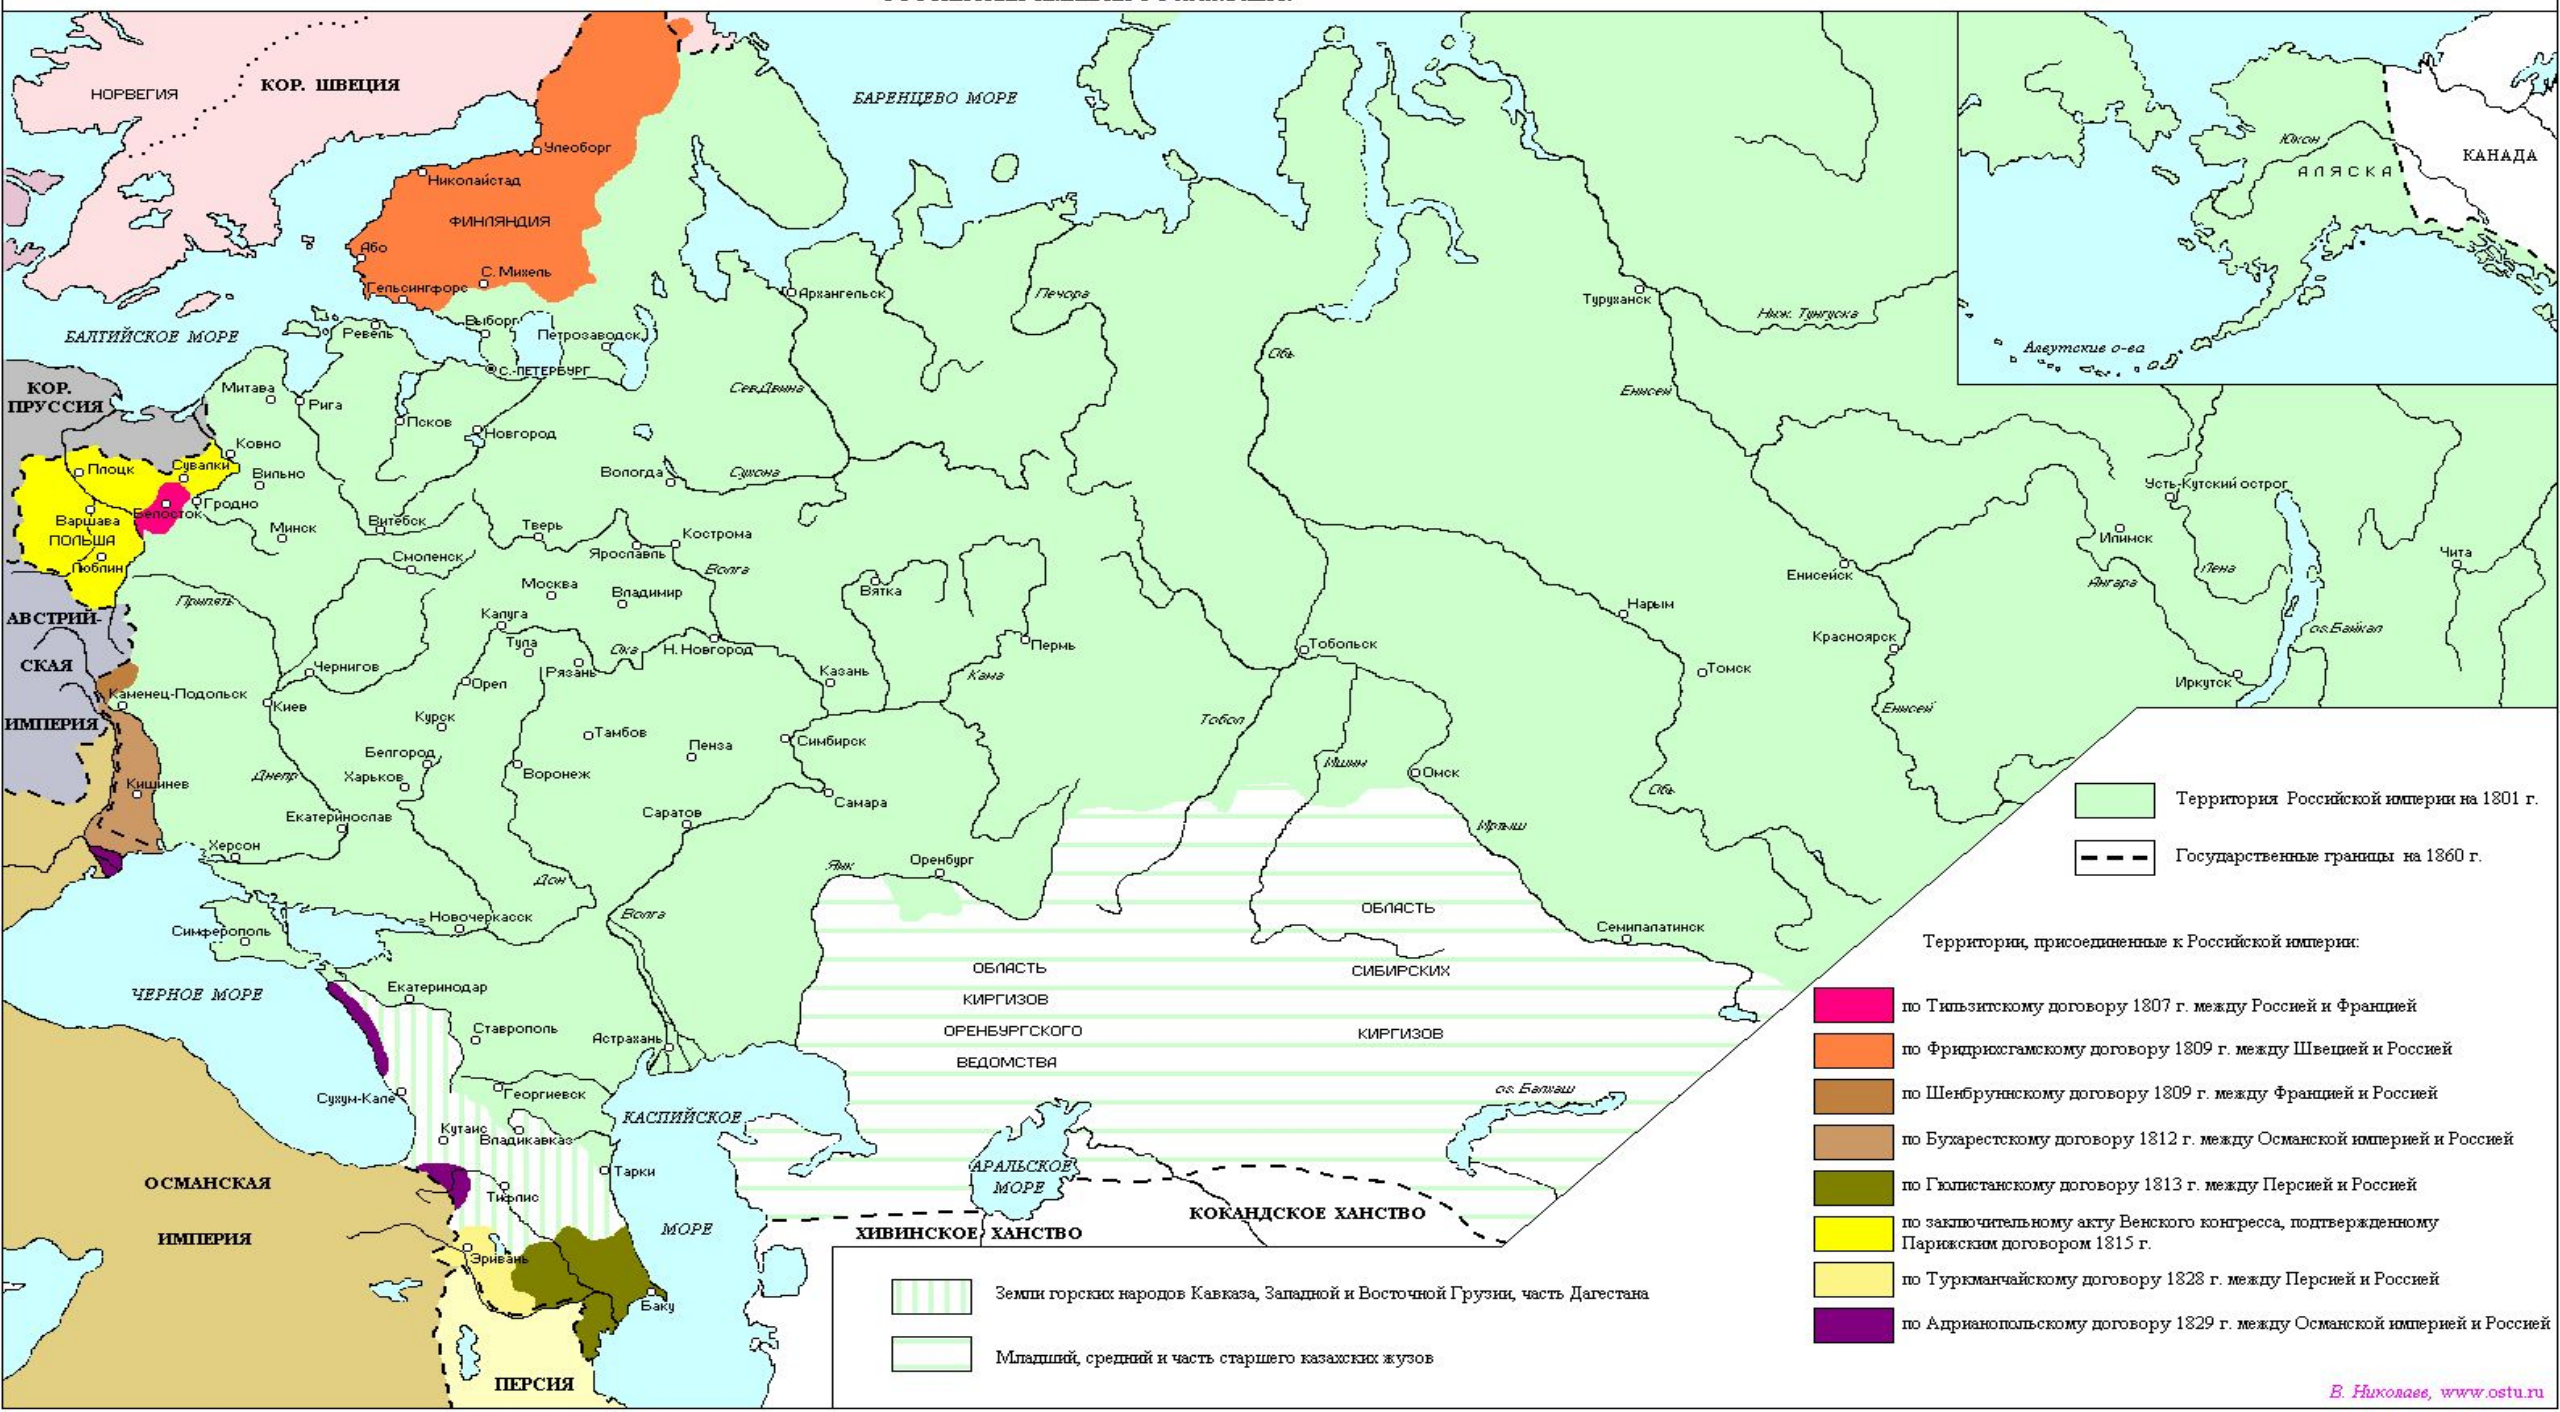 НОРВЕГИЯ
КОР. ШВЕЦИЯ
БАРЕНЦЕВО МОРЕ
Улеоборг
Николайстад
ФИНЛЯНДИЯ
Або
С. Михель
Гельсингфорс
Архангельск
Печора
Туруханск
Ниж. Тунгуска
Юкон
АЛЯСКА
КАНАДА
Алеутские о-ва
БАЛТИЙСКОЕ МОРЕ
Ревель
Выборг
Петрозаводск
С.-ПЕТЕРБУРГ
Обь
Енисей
КОР.
ПРУССИЯ
Митава
Рига
Псков
Новгород
Сев.Двина
Ковно
Плоцк
Сувалки
Вильно
Вологда
Сухона
Гродно
Белосток
Варшава
ПОЛЬША
Люблин
Минск
Витебск
Тверь
Кострома
Ярославль
Смоленск
Волга
Москва
Владимир
Вятка
Усть-Кутский острог
Илимск
Чита
Енисейск
Ангара
Лена
Нарым
АВСТРИЙ-
СКАЯ
ИМПЕРИЯ
Припять
Калуга
Тула
Ока
Н. Новгород
Пермь
Тобольск
Красноярск
оз.Байкал
Чернигов
Рязань
Орел
Казань
Кама
Томск
Иркутск
Каменец-Подольск
Киев
Курск
Тамбов
Пенза
Симбирск
Тобол
Енисей
Белгород
Харьков
Воронеж
Днепр
Кишинев
Екатеринослав
Саратов
Самара
Ишим
Омск
Обь
Иртыш
Херсон
Дон
Яик
Оренбург
Волга
Новочеркасск
Симферополь
Семипалатинск
ОБЛАСТЬ
СИБИРСКИХ
КИРГИЗОВ
ОБЛАСТЬ
КИРГИЗОВ
ОРЕНБУРГСКОГО
ВЕДОМСТВА
ЧЕРНОЕ МОРЕ
Екатеринодар
Ставрополь
Астрахань
Сухум-Кале
Георгиевск
Кутаис
Владикавказ
КАСПИЙСКОЕ
МОРЕ
Тарки
Тифлис
оз. Балхаш
АРАЛЬСКОЕ
МОРЕ
ХИВИНСКОЕ ХАНСТВО
КОКАНДСКОЕ ХАНСТВО
ОСМАНСКАЯ
ИМПЕРИЯ
Эривань
Баку
ПЕРСИЯ
Территория Российской империи на 1801 г.
Государственные границы на 1860 г.
Территории, присоединенные к Российской империи:
по Тильзитскому договору 1807 г. между Россией и Францией
по Фридрихсгамскому договору 1809 г. между Швецией и Россией
по Шенбруннскому договору 1809 г. между Францией и Россией
по Бухарестскому договору 1812 г. между Османской империей и Россией
по Гюлистанскому договору 1813 г. между Персией и Россией
по заключительному акту Венского конгресса, подтвержденному
Парижским договором 1815 г.
по Туркманчайскому договору 1828 г. между Персией и Россией
по Адрианопольскому договору 1829 г. между Османской империей и Россией
Земли горских народов Кавказа, Западной и Восточной Грузии, часть Дагестана
Младший, средний и часть старшего казахских жузов
В. Николаев, www.ostu.ru